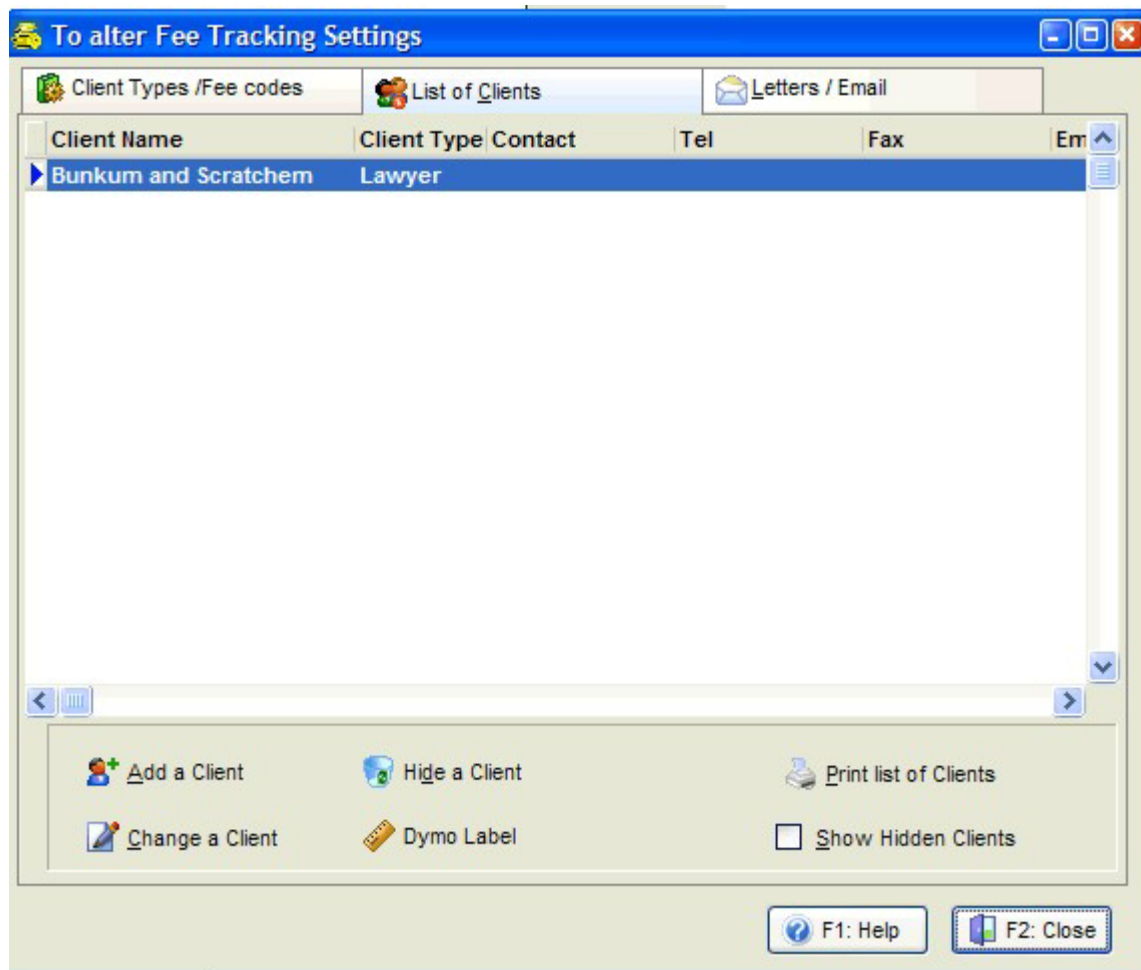 To alter Fee Tracking Settings
Client Types /Fee codes List of Clients Letters / Email
Client Name Client Type Contact Tel Fax Em
Bunkum and Scratchem Lawyer
Add a Client Hide a Client Print list of Clients
Change a Client Dymo Label Show Hidden Clients
F1: Help F2: Close